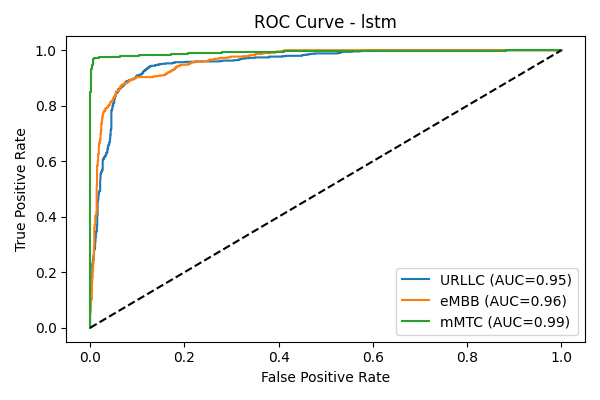 ROC Curve - lstm
True Positive Rate
1.0
0.8
0.6
0.4
0.2
0.0
URLLC (AUC=0.95)
eMBB (AUC=0.96)
mMTC (AUC=0.99)
0.0 0.2 0.4 0.6 0.8 1.0
False Positive Rate